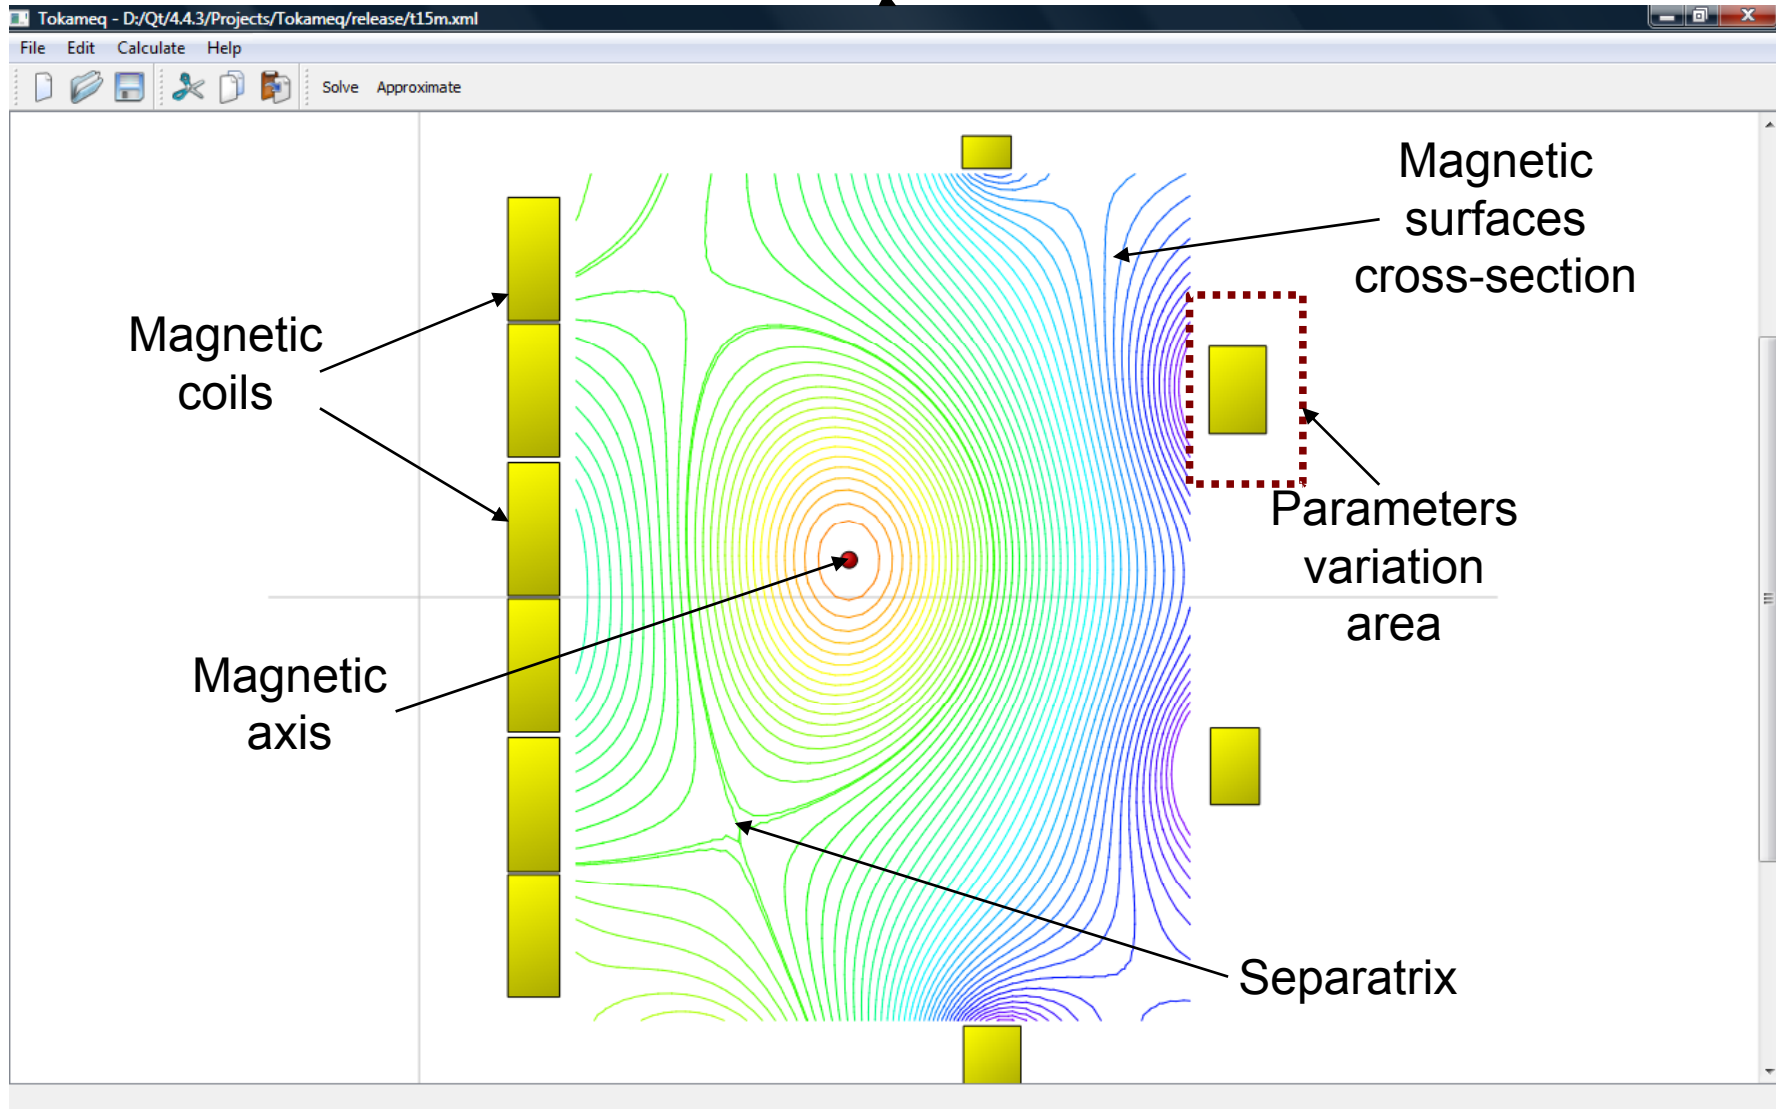 Tokameq - D:/Qt/4.4.3/Projects/Tokameq/release/t15m.xml
File Edit Calculate Help
Solve Approximate
Magnetic
surfaces
cross-section
Magnetic
coils
Parameters
variation
area
Magnetic
axis
Separatrix